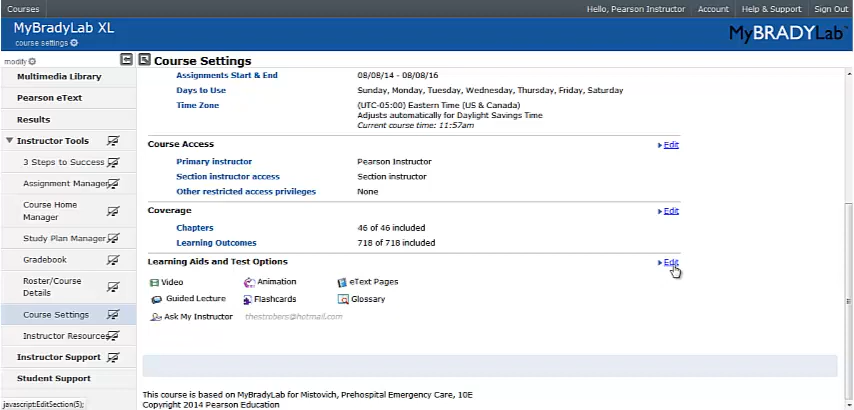 Courses Hello, Pearson Instructor Account Help & Support Sign Out
MyBradyLab XL
course settings
MyBRADYLab
modify
Course Settings
Multimedia Library
Pearson eText
Results
Instructor Tools
3 Steps to Success
Assignment Manager
Course Home
Manager
Study Plan Manager
Gradebook
Roster/Course
Details
Course Settings
Instructor Resources
Instructor Support
Student Support
Assignments Start & End 08/08/14 - 08/08/16
Days to Use Sunday, Monday, Tuesday, Wednesday, Thursday, Friday, Saturday
Time Zone (UTC-05:00) Eastern Time (US & Canada)
Adjusts automatically for Daylight Savings Time
Current course time: 11:57am
Course Access Edit
Primary instructor Pearson Instructor
Section instructor access Section instructor
Other restricted access privileges None
Coverage Edit
Chapters 46 of 46 included
Learning Outcomes 718 of 718 included
Learning Aids and Test Options Edit
Video Animation eText Pages
Guided Lecture Flashcards Glossary
Ask My Instructor thestrobers@hotmail.com
This course is based on MyBradyLab for Mistovich, Prehospital Emergency Care, 10E
Copyright 2014 Pearson Education
javascript:EditSection(5);